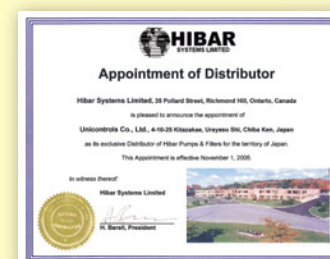 HIBAR
SYSTEMS LIMITED
Appointment of Distributor
Hibar Systems Limited, 35 Pollard Street, Richmond Hill, Ontario, Canada
is pleased to announce the appointment of
Unicontrols Co., Ltd., 4-10-25 Kitazakae, Urayasu Shi, Chiba Ken, Japan
as its exclusive Distributor of Hibar Pumps & Fillers for the territory of Japan.
This Appointment is effective November 1, 2005.
In witness thereof:
Hibar Systems Limited
H. Barall, President